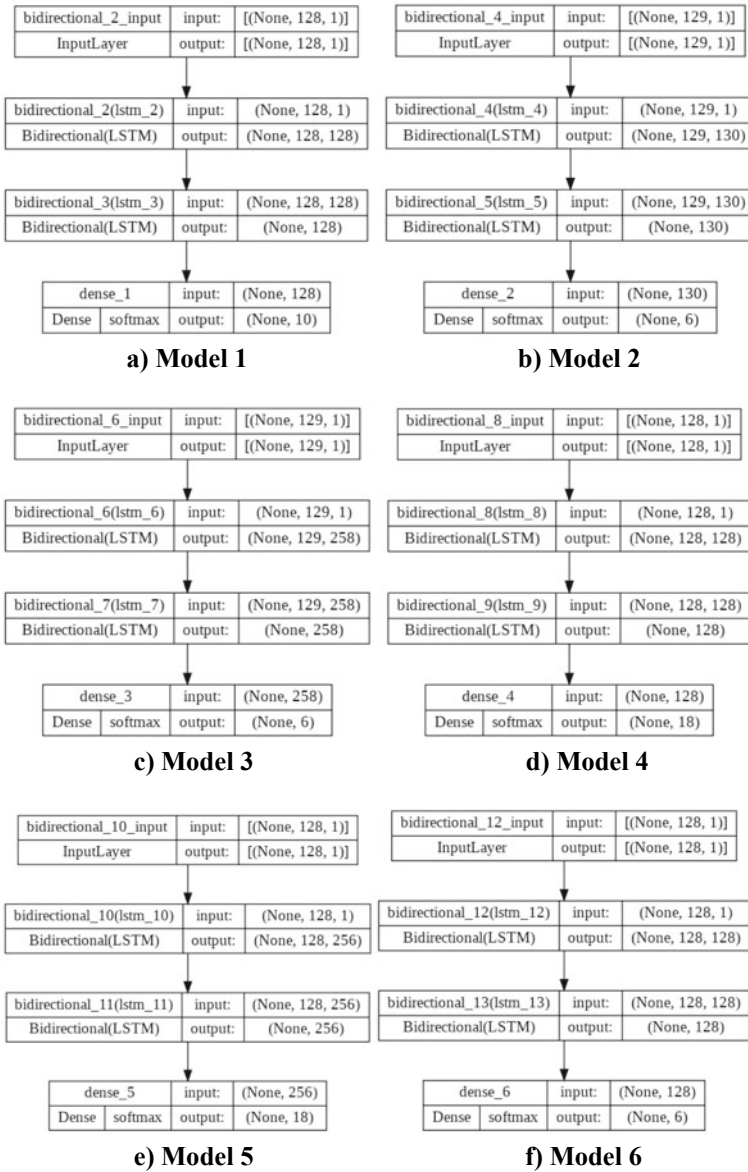 bidirectional_2_input input: [(None, 128, 1)]
InputLayer output: [(None, 128, 1)]
bidirectional_2(lstm_2) input: (None, 128, 1)
Bidirectional(LSTM) output: (None, 128, 128)
bidirectional_3(lstm_3) input: (None, 128, 128)
Bidirectional(LSTM) output: (None, 128)
dense_1 input: (None, 128)
Dense softmax output: (None, 10)
a) Model 1
bidirectional_4_input input: [(None, 129, 1)]
InputLayer output: [(None, 129, 1)]
bidirectional_4(lstm_4) input: (None, 129, 1)
Bidirectional(LSTM) output: (None, 129, 130)
bidirectional_5(lstm_5) input: (None, 129, 130)
Bidirectional(LSTM) output: (None, 130)
dense_2 input: (None, 130)
Dense softmax output: (None, 6)
b) Model 2
bidirectional_6_input input: [(None, 129, 1)]
InputLayer output: [(None, 129, 1)]
bidirectional_6(lstm_6) input: (None, 129, 1)
Bidirectional(LSTM) output: (None, 129, 258)
bidirectional_7(lstm_7) input: (None, 129, 258)
Bidirectional(LSTM) output: (None, 258)
dense_3 input: (None, 258)
Dense softmax output: (None, 6)
c) Model 3
bidirectional_8_input input: [(None, 128, 1)]
InputLayer output: [(None, 128, 1)]
bidirectional_8(lstm_8) input: (None, 128, 1)
Bidirectional(LSTM) output: (None, 128, 128)
bidirectional_9(lstm_9) input: (None, 128, 128)
Bidirectional(LSTM) output: (None, 128)
dense_4 input: (None, 128)
Dense softmax output: (None, 18)
d) Model 4
bidirectional_10_input input: [(None, 128, 1)]
InputLayer output: [(None, 128, 1)]
bidirectional_10(lstm_10) input: (None, 128, 1)
Bidirectional(LSTM) output: (None, 128, 256)
bidirectional_11(lstm_11) input: (None, 128, 256)
Bidirectional(LSTM) output: (None, 256)
dense_5 input: (None, 256)
Dense softmax output: (None, 18)
e) Model 5
bidirectional_12_input input: [(None, 128, 1)]
InputLayer output: [(None, 128, 1)]
bidirectional_12(lstm_12) input: (None, 128, 1)
Bidirectional(LSTM) output: (None, 128, 128)
bidirectional_13(lstm_13) input: (None, 128, 128)
Bidirectional(LSTM) output: (None, 128)
dense_6 input: (None, 128)
Dense softmax output: (None, 6)
f) Model 6